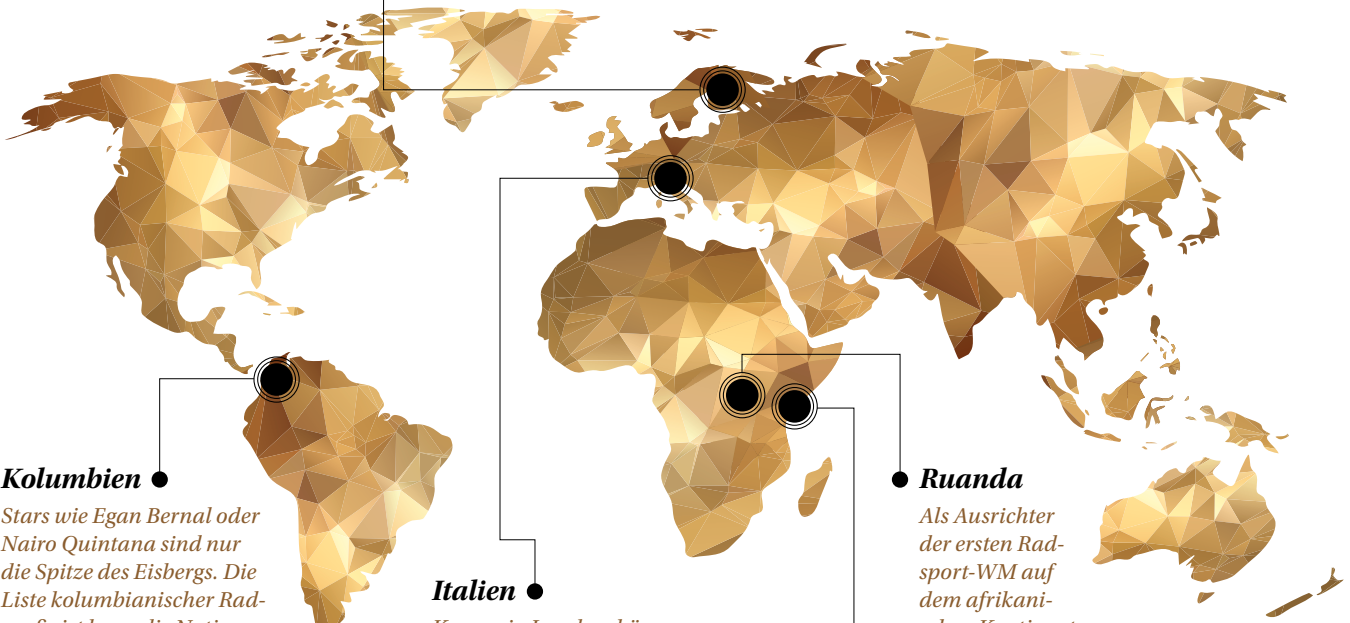 Kolumbien
Stars wie Egan Bernal oder
Nairo Quintana sind nur
die Spitze des Eisbergs. Die
Liste kolumbianischer Rad-
Italien
Ruanda
Als Ausrichter
der ersten Rad-
sport-WM auf
dem afrikani-